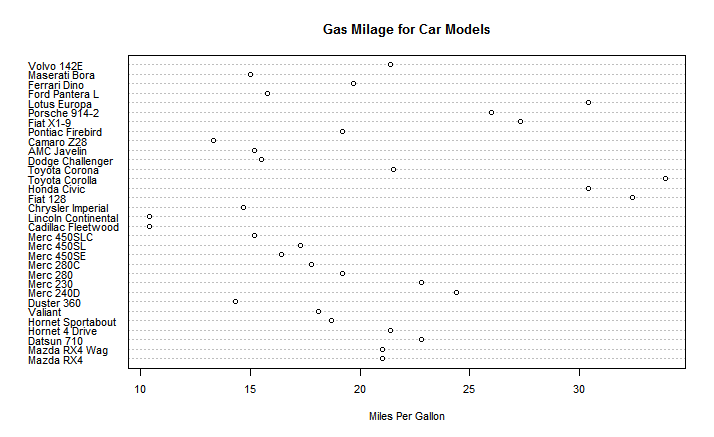 Gas Milage for Car Models
Volvo 142E
Maserati Bora
Ferrari Dino
Ford Pantera L
Lotus Europa
Porsche 914-2
Fiat X1-9
Pontiac Firebird
Camaro Z28
AMC Javelin
Dodge Challenger
Toyota Corona
Toyota Corolla
Honda Civic
Fiat 128
Chrysler Imperial
Lincoln Continental
Cadillac Fleetwood
Merc 450SLC
Merc 450SL
Merc 450SE
Merc 280C
Merc 280
Merc 230
Merc 240D
Duster 360
Valiant
Hornet Sportabout
Hornet 4 Drive
Datsun 710
Mazda RX4 Wag
Mazda RX4
10 15 20 25 30
Miles Per Gallon